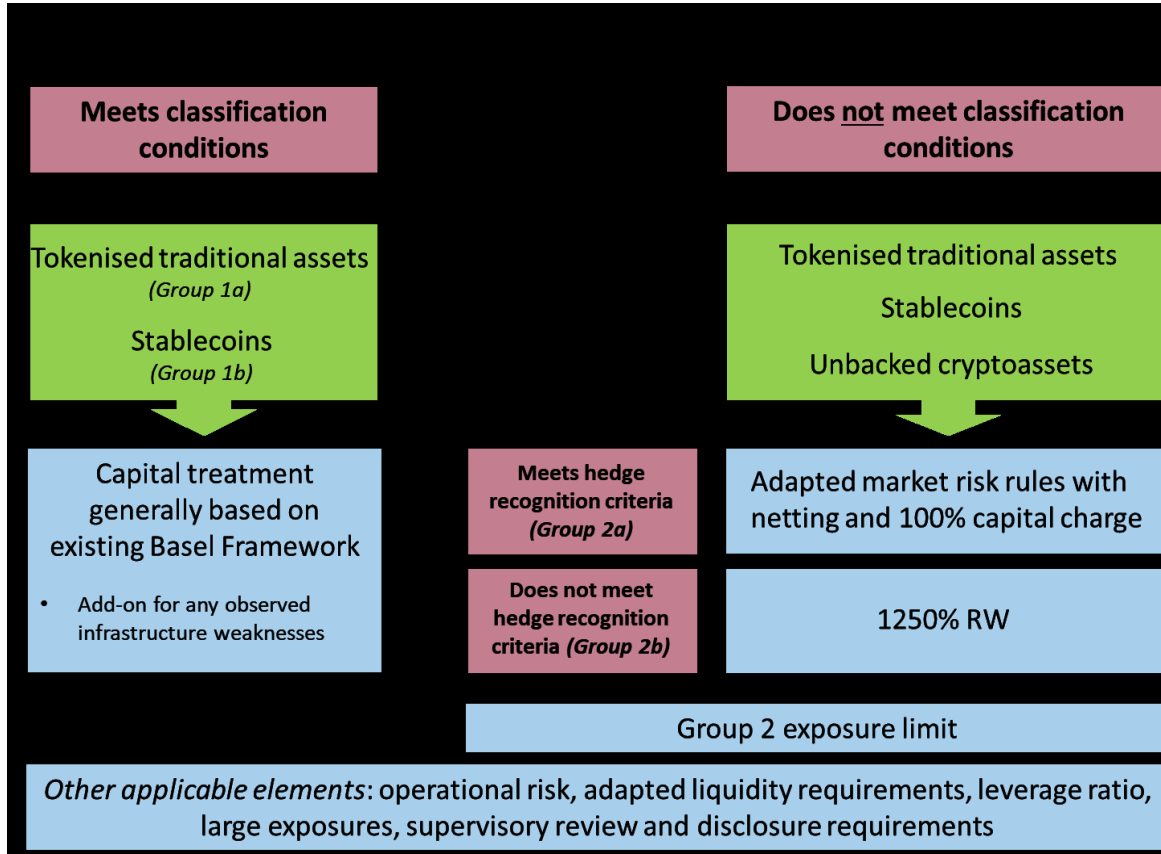 Meets classification
conditions
Does not meet classification
conditions
Tokenised traditional assets
(Group 1a)
Stablecoins
(Group 1b)
Tokenised traditional assets
Stablecoins
Unbacked cryptoassets
Capital treatment
generally based on
existing Basel Framework
• Add-on for any observed
infrastructure weaknesses
Meets hedge
recognition criteria
(Group 2a)
Adapted market risk rules with
netting and 100% capital charge
Does not meet
hedge recognition
criteria (Group 2b)
1250% RW
Group 2 exposure limit
Other applicable elements: operational risk, adapted liquidity requirements, leverage ratio,
large exposures, supervisory review and disclosure requirements